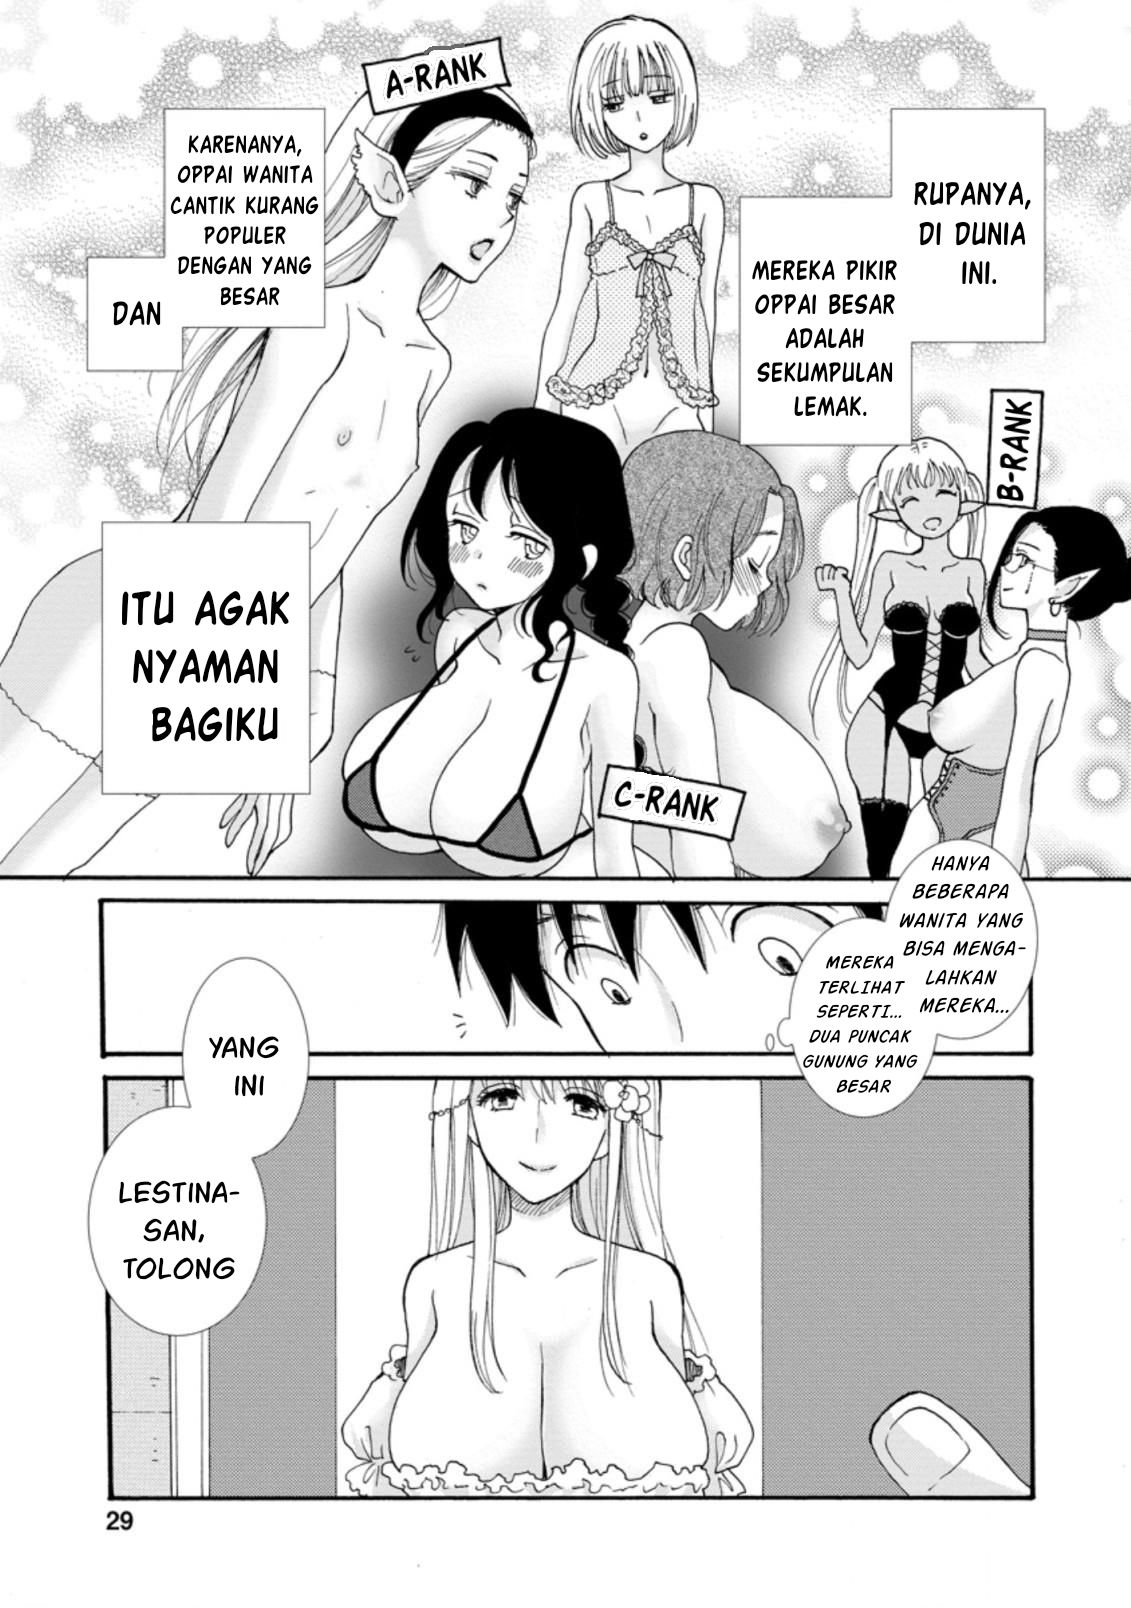 RUPANYA,
DI DUNIA
INI.
MEREKA PIKIR
OPPAI BESAR
ADALAH
SEKUMPULAN
LEMAK.
A-RANK
KARENANYA,
OPPAI WANITA
CANTIK KURANG
POPULER
DENGAN YANG
BESAR
DAN
B-RANK
ITU AGAK
NYAMAN
BAGIKU
C-RANK
HANYA
BEBERAPA
WANITA YANG
BISA MENGA-
LAHKAN
MEREKA...
MEREKA
TERLIHAT
SEPERTI...
DUA PUNCAK
GUNUNG YANG
BESAR
YANG
INI
LESTINA-
SAN,
TOLONG
29